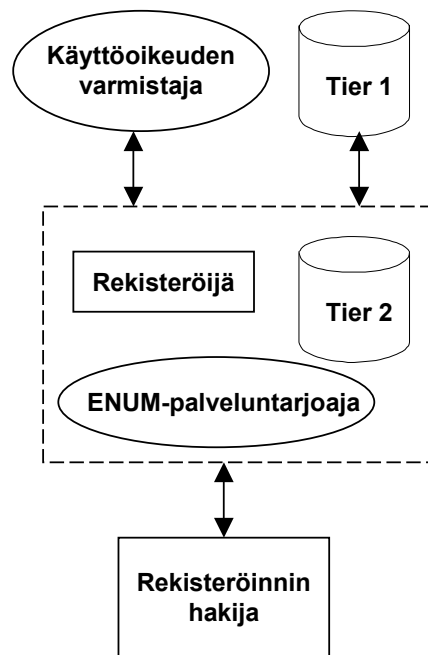 Käyttöoikeuden
varmistaja
Tier 1
Rekisteröijä
Tier 2
ENUM-palveluntarjoaja
Rekisteröinnin
hakija